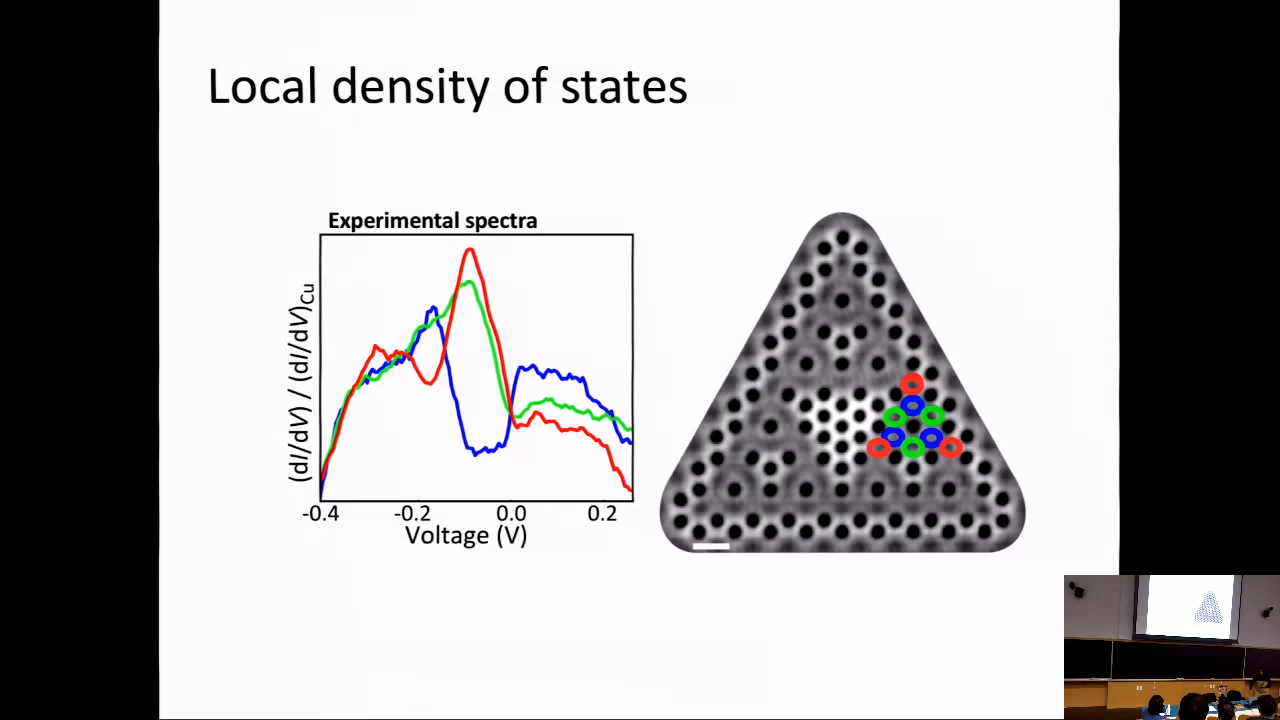 Local density of states
Experimental spectra
(dI/dV) / (dI/dV)Cu
-0.4 -0.2 0.0 0.2
Voltage (V)